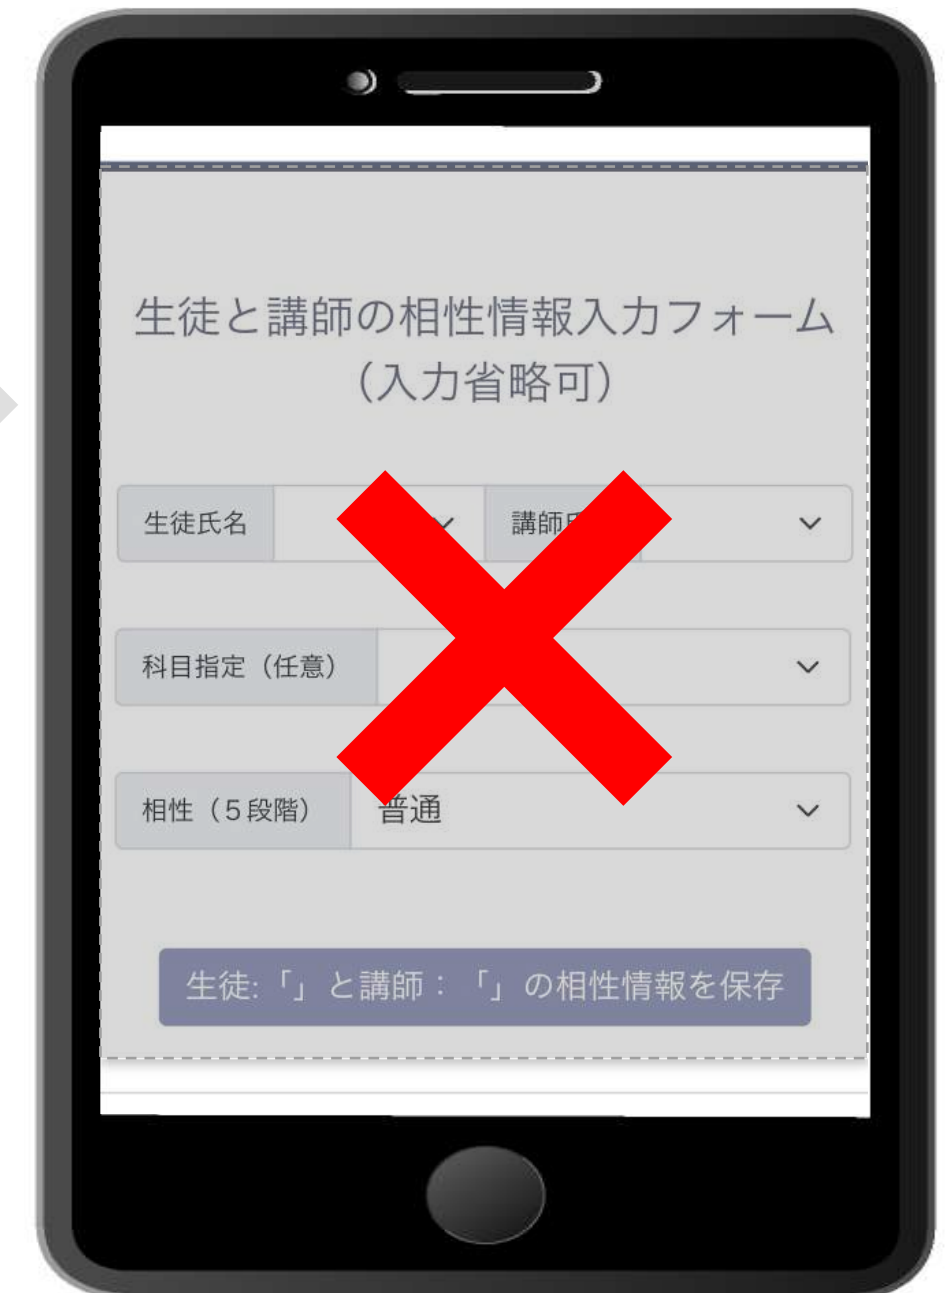 生徒と講師の相性情報入力フォーム
（入力省略可）
生徒氏名 講師
科目指定（任意）
相性（5段階） 普通
生徒:「」と講師：「」の相性情報を保存